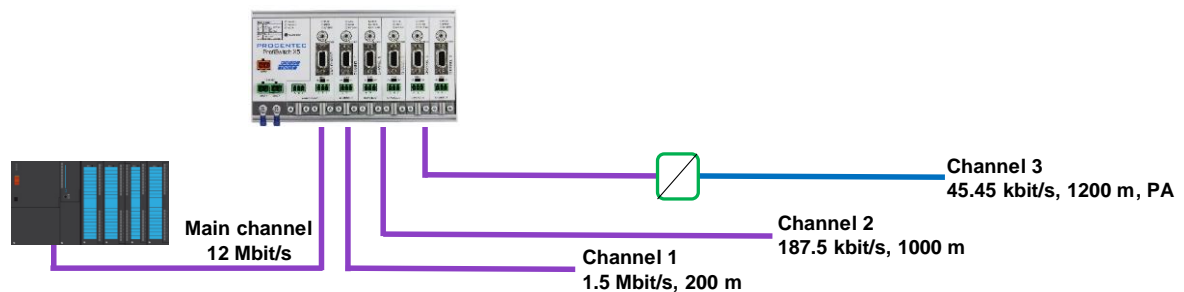 PROCENTEC
ProfiSwitch H5
Channel 3
45.45 kbit/s, 1200 m, PA
Main channel
12 Mbit/s
Channel 2
187.5 kbit/s, 1000 m
Channel 1
1.5 Mbit/s, 200 m